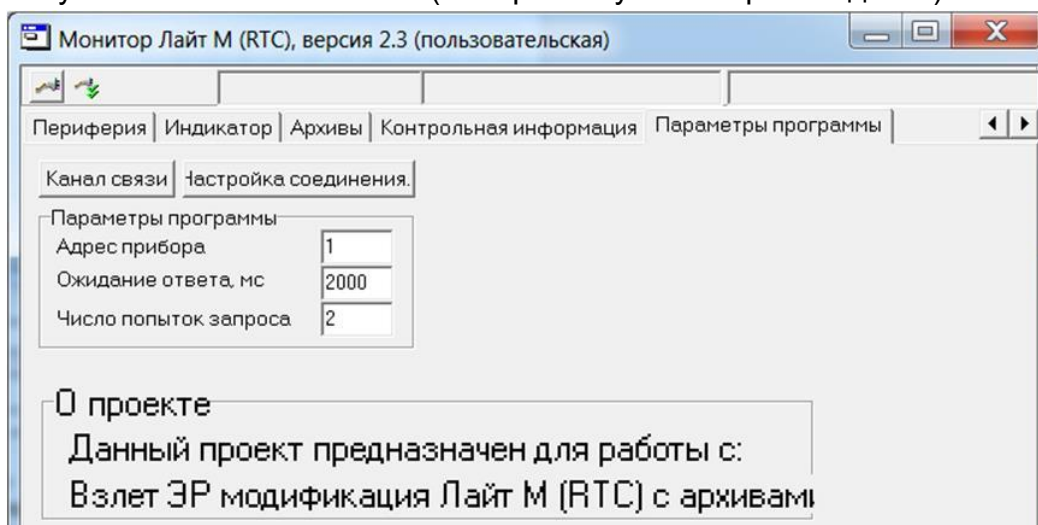 Монитор Лайт М (RTC), версия 2.3 (пользовательская)
Периферия Индикатор Архивы Контрольная информация Параметры программы
Канал связи Настройка соединения.
Параметры программы
Адрес прибора 1
Ожидание ответа, мс 2000
Число попыток запроса 2
О проекте
Данный проект предназначен для работы с:
Взлет ЭР модификация Лайт М (RTC) с архивами